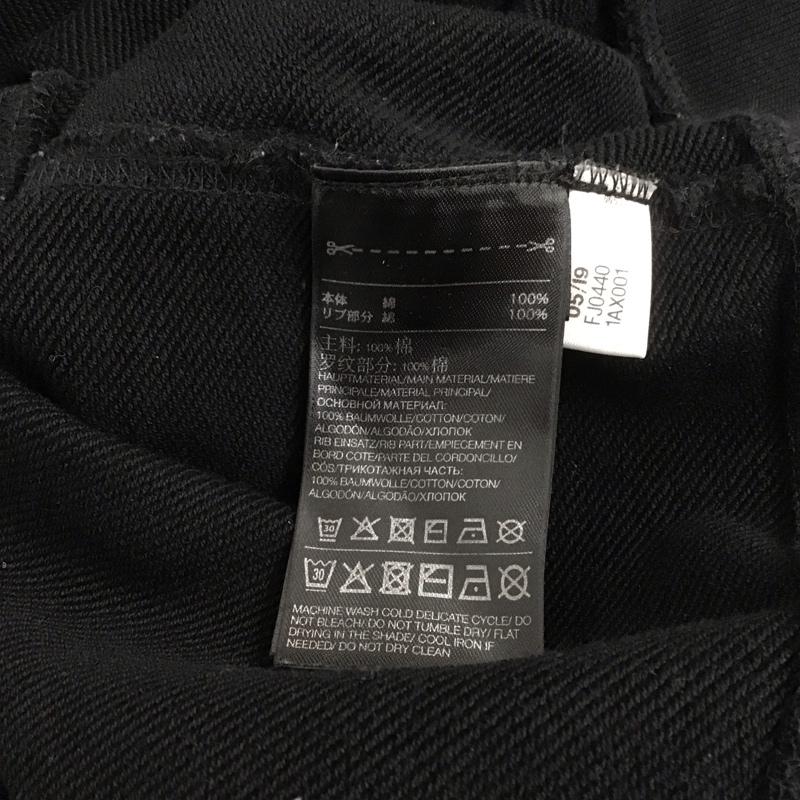 本体 綿 100%
リブ部分 綿 100%
主料: 100% 棉
罗纹部分: 100% 棉
HAUPTMATERIAL/MAIN MATERIAL/MATIERE
PRINCIPALE/MATERIAL PRINCIPAL/
ОСНОВНОЙ МАТЕРИАЛ:
100% BAUMWOLLE/COTTON/COTON/
ALGODÓN/ALGODÃO/ХЛОПОК
RIB EINSATZ/RIB PART/EMPIECEMENT EN
BORD COTE/PARTE DEL CORDONCILLO/
CÓS/ТРИКОТАЖНАЯ ЧАСТЬ:
100% BAUMWOLLE/COTTON/COTON/
ALGODÓN/ALGODÃO/ХЛОПОК
30
30
MACHINE WASH COLD DELICATE CYCLE/ DO
NOT BLEACH/ DO NOT TUMBLE DRY/ FLAT
DRYING IN THE SHADE/ COOL IRON IF
NEEDED/ DO NOT DRY CLEAN
05/19
FJ0440
1AX001